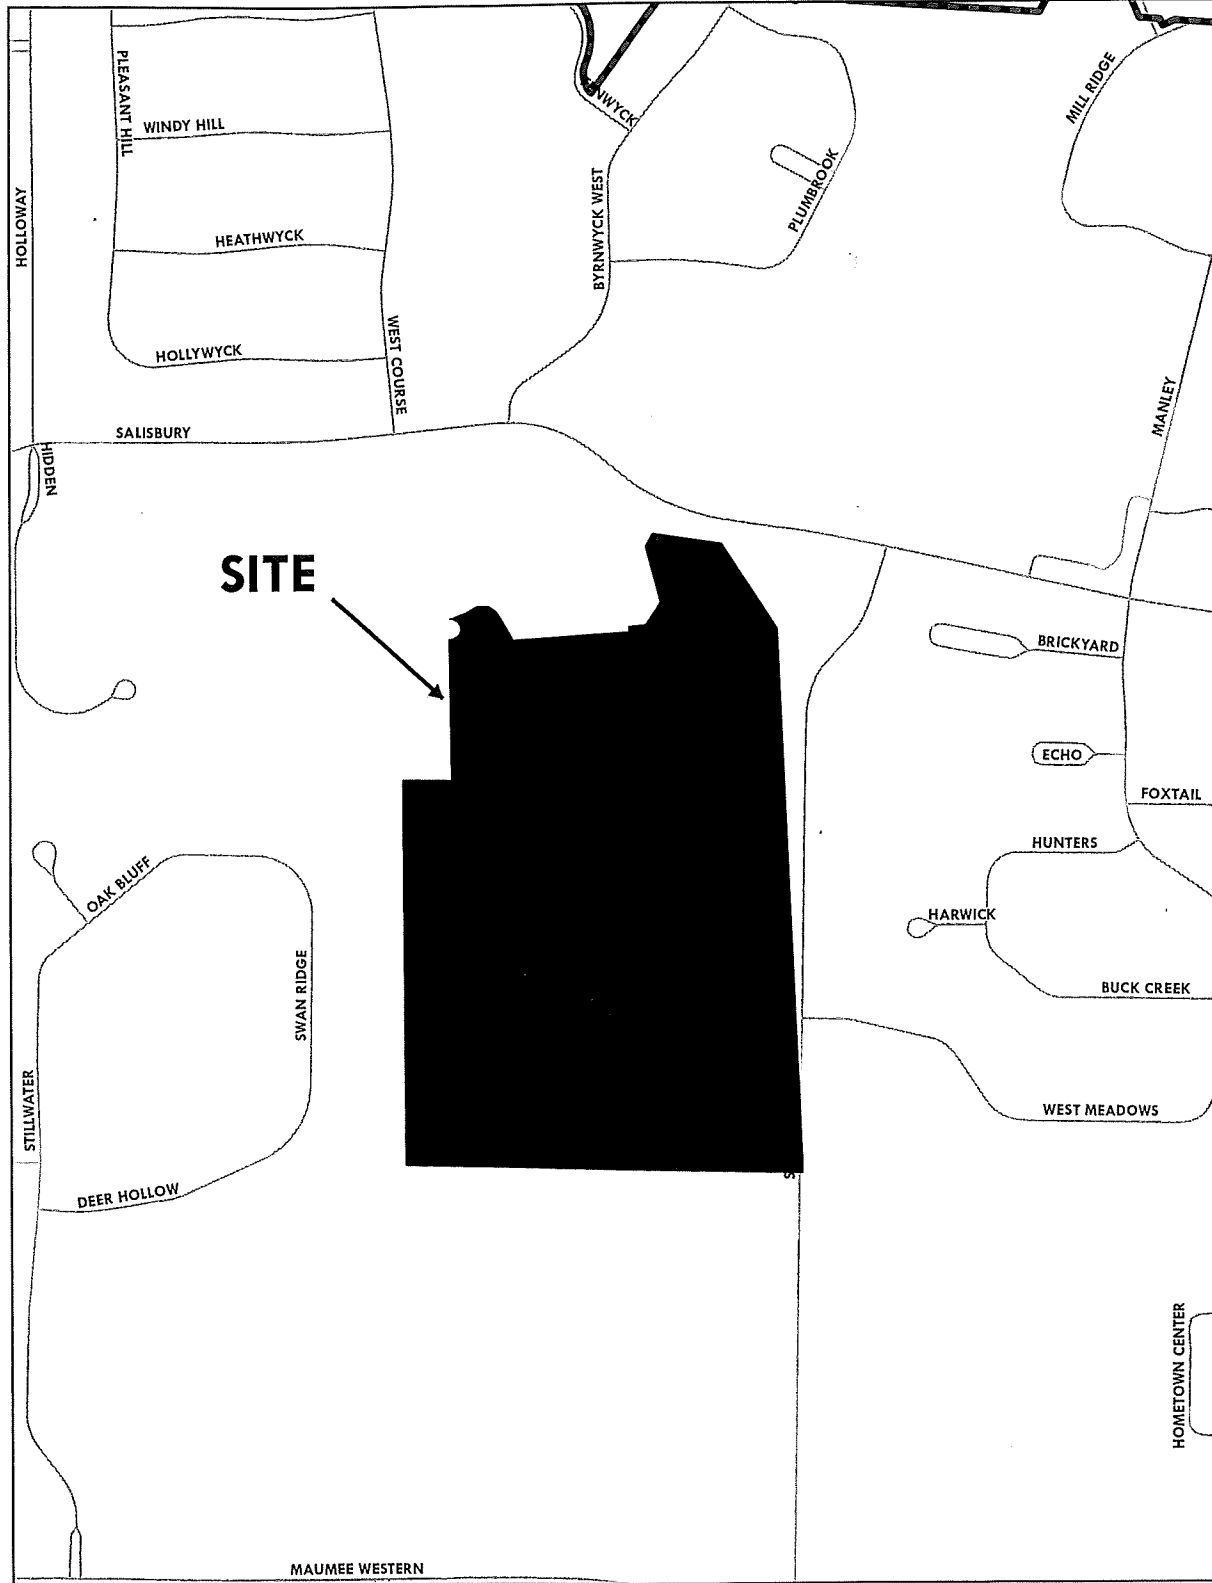 PLEASANT HILL
WINDY HILL
MILL RIDGE
NWYCK
PLUMBROOK
HOLLOWAY
BYRNWYCK WEST
HEATHWYCK
WEST COURSE
HOLLYWYCK
MANLEY
SALISBURY
HIDDEN
SITE
BRICKYARD
ECHO
FOXTAIL
HUNTERS
OAK BLUFF
HARWICK
SWAN RIDGE
BUCK CREEK
STILLWATER
WEST MEADOWS
S
DEER HOLLOW
HOMETOWN CENTER
MAUMEE WESTERN